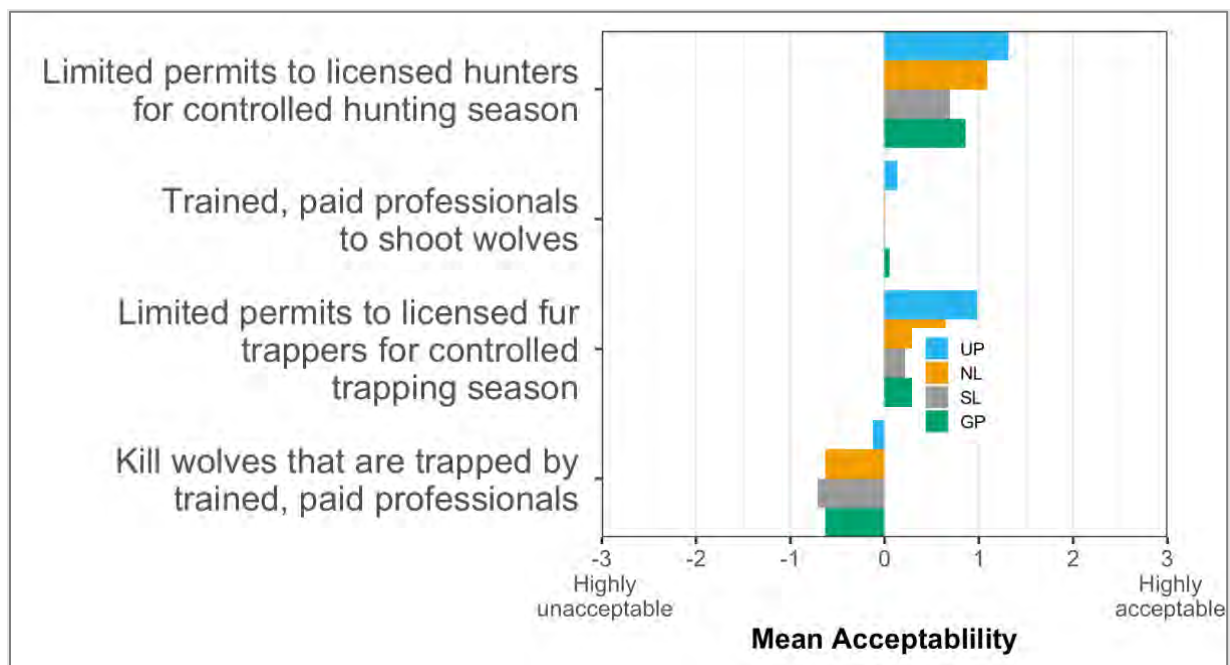 Limited permits to licensed hunters
for controlled hunting season
Trained, paid professionals
to shoot wolves
Limited permits to licensed fur
trappers for controlled
trapping season
UP
NL
SL
GP
Kill wolves that are trapped by
trained, paid professionals
-3 -2 -1 0 1 2 3
Highly unacceptable Highly acceptable
Mean Acceptablility